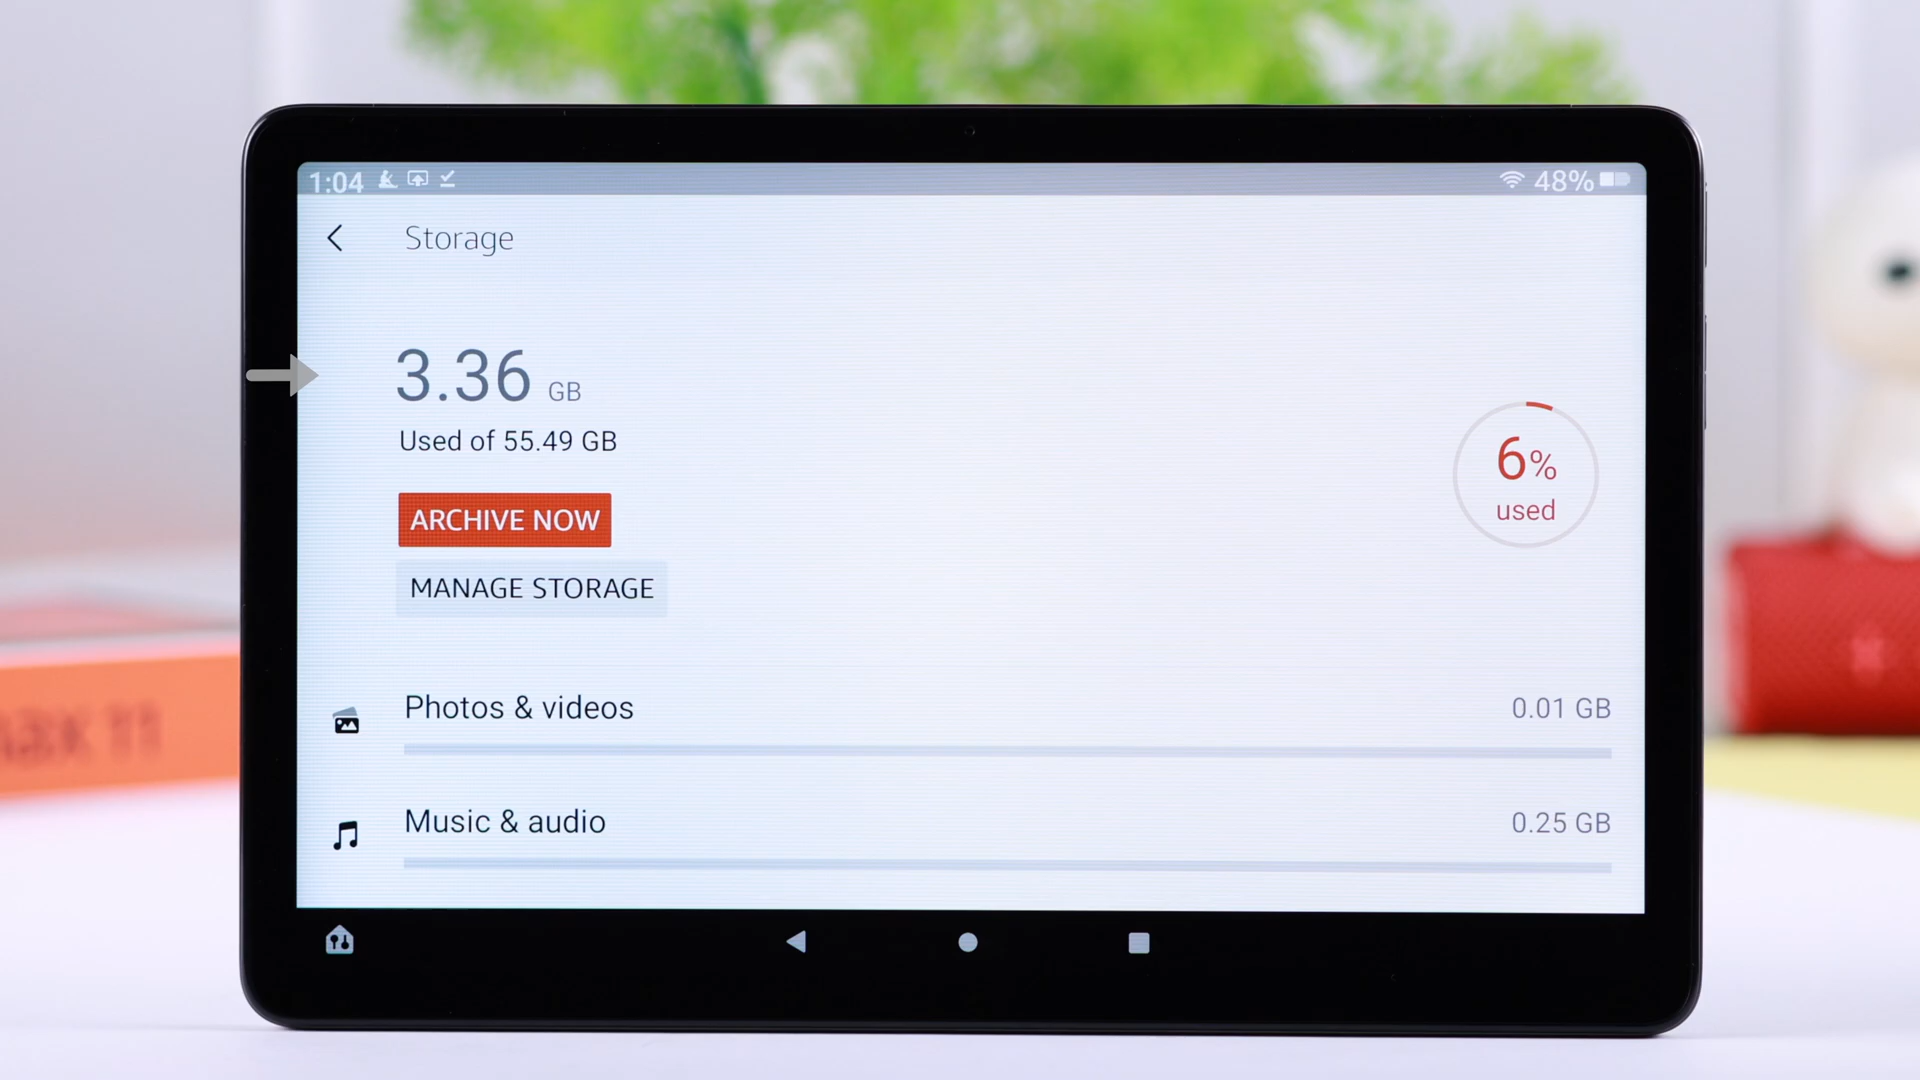 1:04
48%
Storage
3.36 GB
Used of 55.49 GB
6%
used
ARCHIVE NOW
MANAGE STORAGE
Photos & videos
0.01 GB
Music & audio
0.25 GB
11